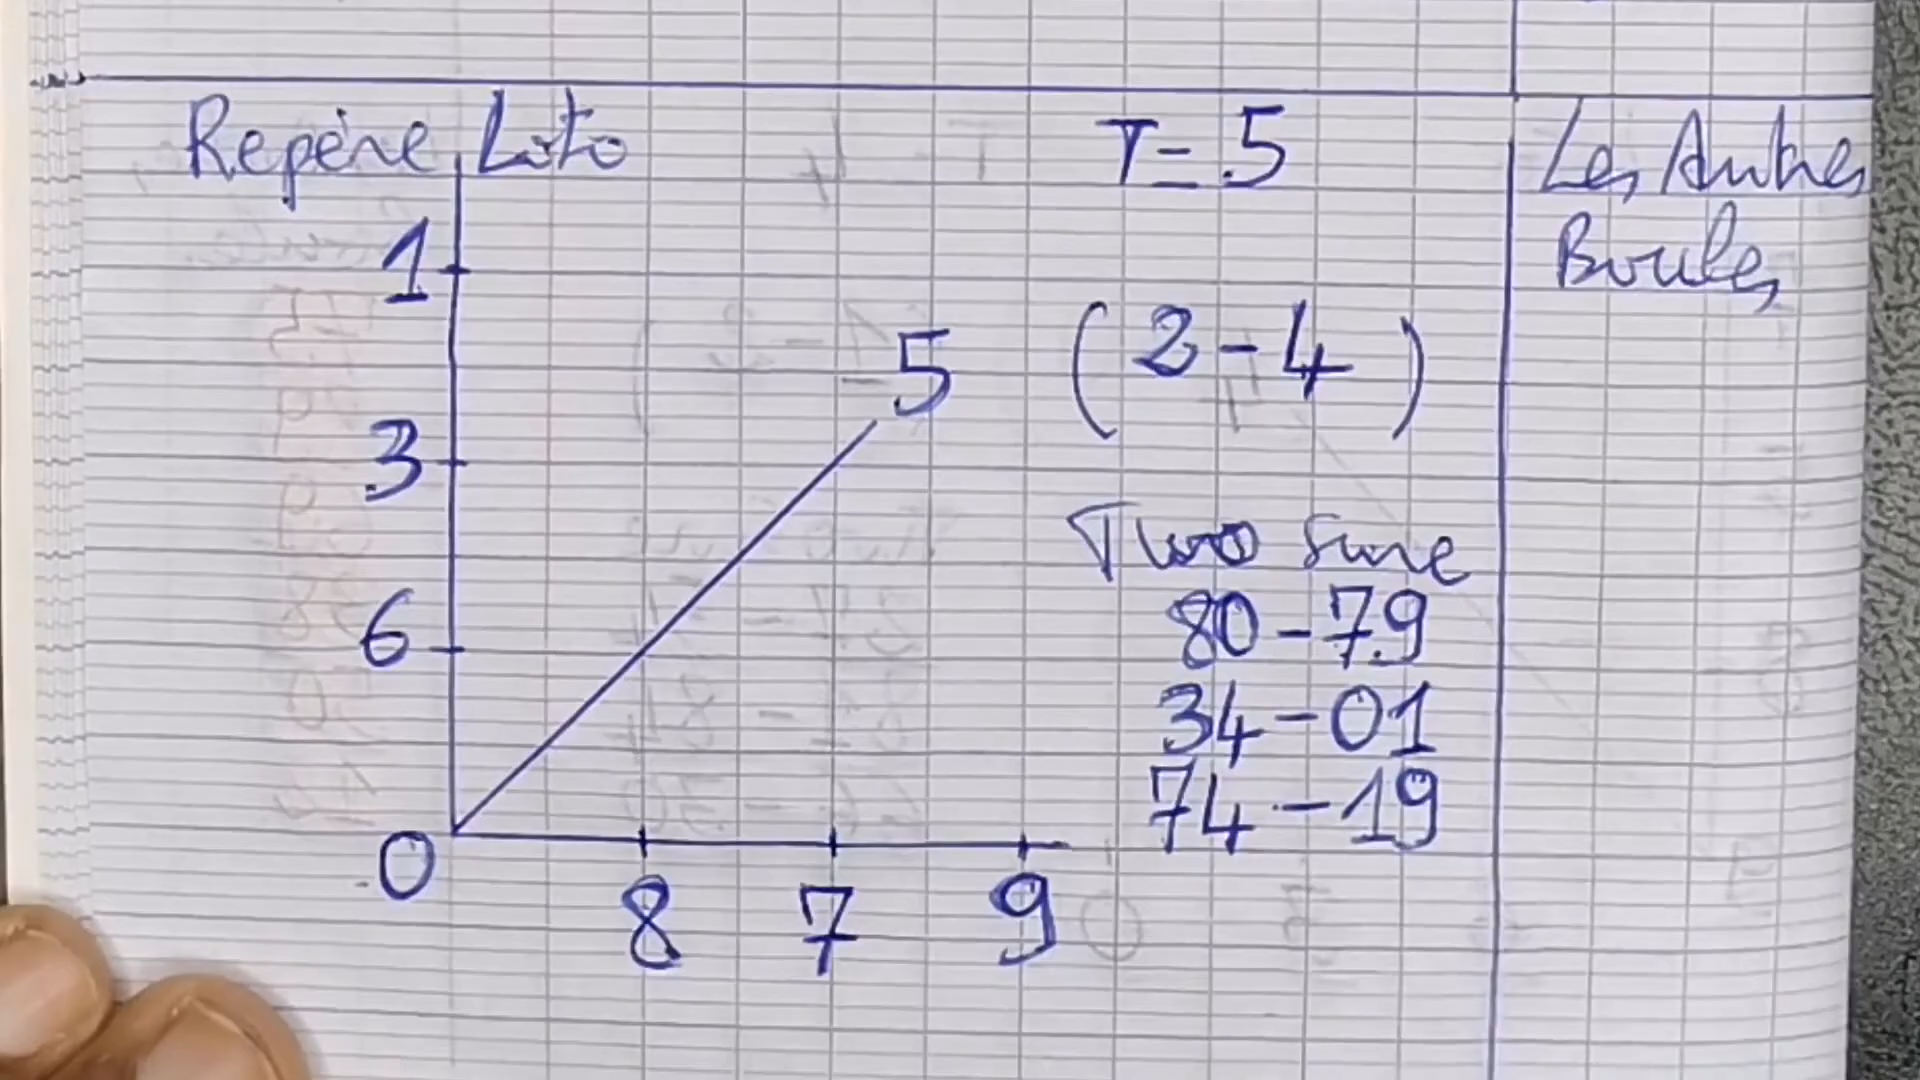 Repère Loto
T=5
Les Autres
Boules
1
5
(2-4)
3
Two sure
6
80-79
34-01
74-19
0
8
7
9